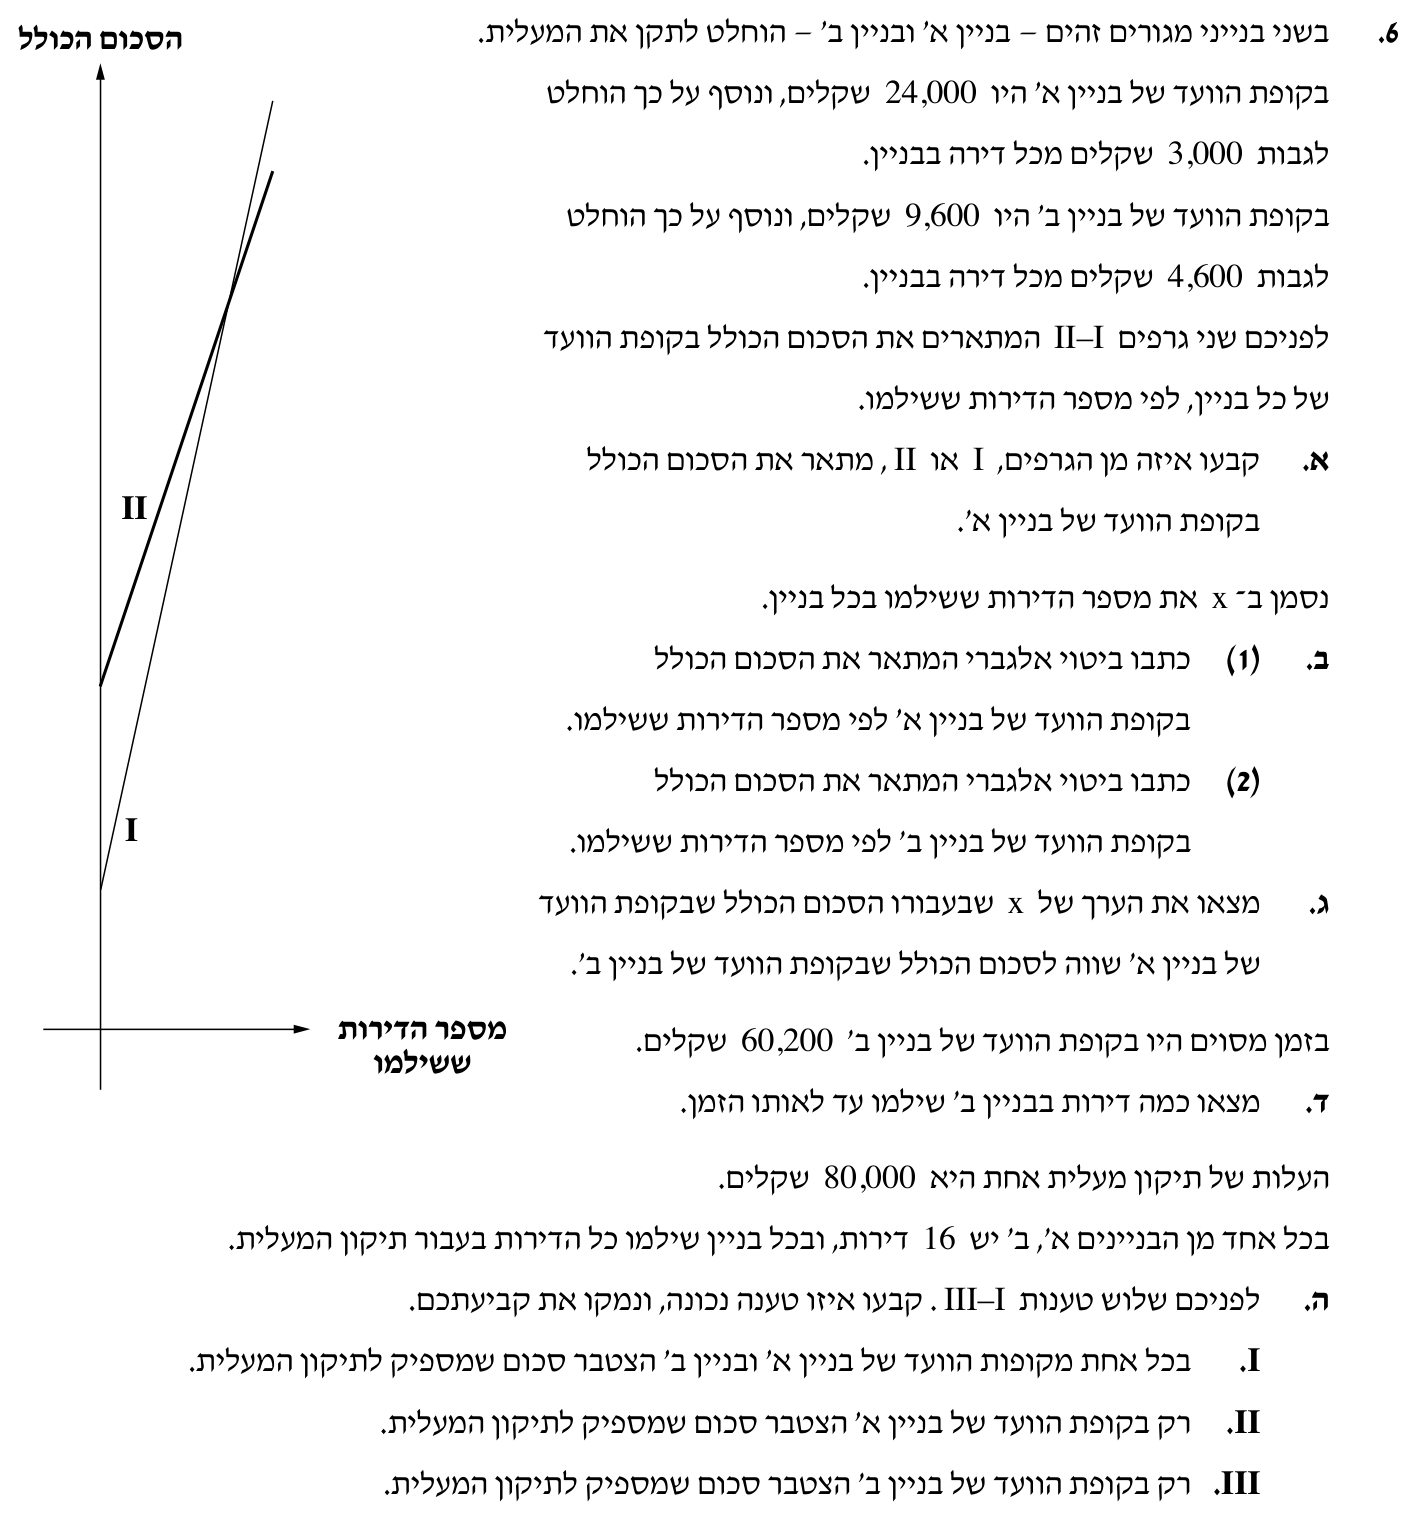 6. בשני בנייני מגורים זהים – בניין א' ובניין ב' – הוחלט לתקן את המעלית.
בקופת הוועד של בניין א' היו 24,000 שקלים, ונוסף על כך הוחלט
לגבות 3,000 שקלים מכל דירה בבניין.
בקופת הוועד של בניין ב' היו 9,600 שקלים, ונוסף על כך הוחלט
לגבות 4,600 שקלים מכל דירה בבניין.
לפניכם שני גרפים I–II המתארים את הסכום הכולל בקופת הוועד
של כל בניין, לפי מספר הדירות ששילמו.
א. קבעו איזה מן הגרפים, I או II, מתאר את הסכום הכולל
בקופת הוועד של בניין א'.
נסמן ב־ x את מספר הדירות ששילמו בכל בניין.
ב. (1) כתבו ביטוי אלגברי המתאר את הסכום הכולל
בקופת הוועד של בניין א' לפי מספר הדירות ששילמו.
(2) כתבו ביטוי אלגברי המתאר את הסכום הכולל
בקופת הוועד של בניין ב' לפי מספר הדירות ששילמו.
ג. מצאו את הערך של x שבעבורו הסכום הכולל שבקופת הוועד
של בניין א' שווה לסכום הכולל שבקופת הוועד של בניין ב'.
בזמן מסוים היו בקופת הוועד של בניין ב' 60,200 שקלים.
ד. מצאו כמה דירות בבניין ב' שילמו עד לאותו הזמן.
העלות של תיקון מעלית אחת היא 80,000 שקלים.
בכל אחד מן הבניינים א', ב' יש 16 דירות, ובכל בניין שילמו כל הדירות בעבור תיקון המעלית.
ה. לפניכם שלוש טענות I–III. קבעו איזו טענה נכונה, ונמקו את קביעתכם.
I. בכל אחת מקופות הוועד של בניין א' ובניין ב' הצטבר סכום שמספיק לתיקון המעלית.
II. רק בקופת הוועד של בניין א' הצטבר סכום שמספיק לתיקון המעלית.
III. רק בקופת הוועד של בניין ב' הצטבר סכום שמספיק לתיקון המעלית.
הסכום הכולל
II
I
מספר הדירות
ששילמו